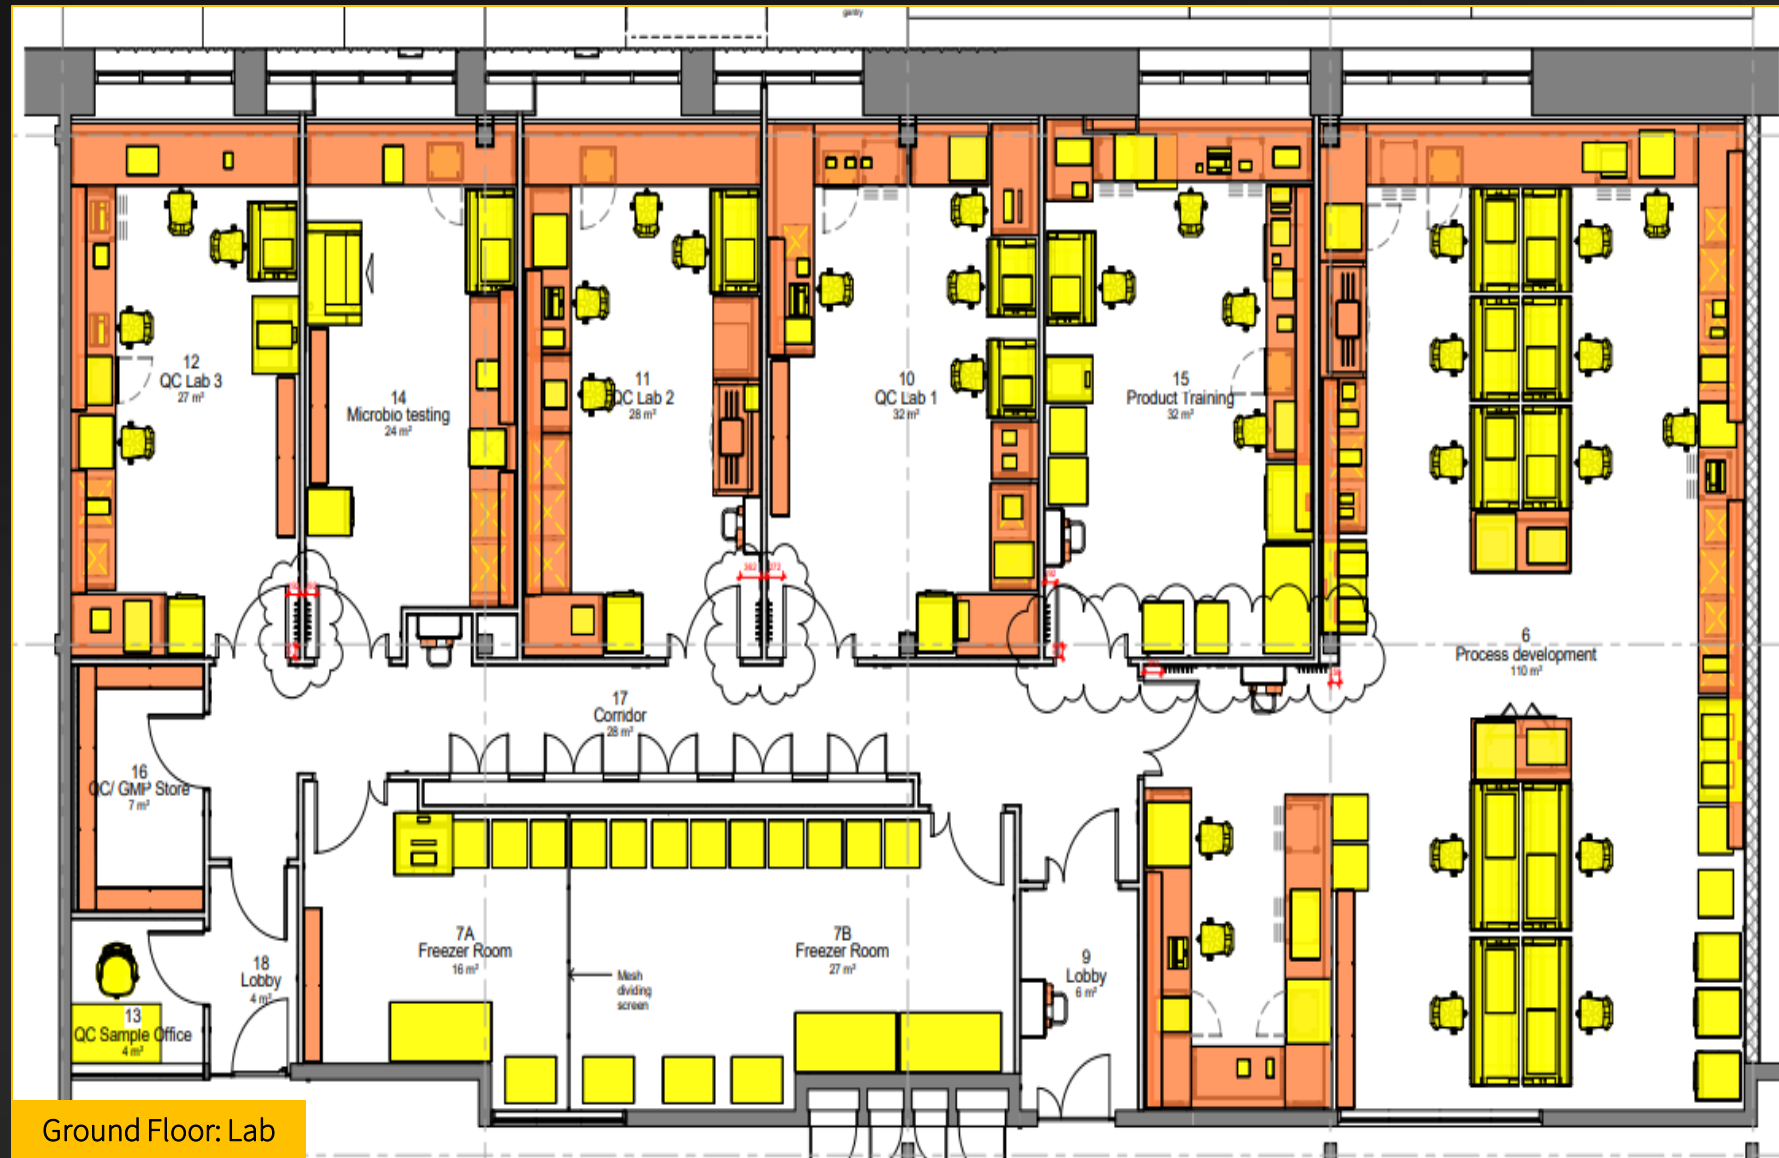 gantry
12
QC Lab 3
27 m²
14
Microbio testing
24 m²
11
QC Lab 2
28 m²
10
QC Lab 1
32 m²
15
Product Training
32 m²
6
Process development
110 m²
362
272
17
Corridor
28 m²
16
QC/ GMP Store
7 m²
7A
Freezer Room
16 m²
7B
Freezer Room
27 m²
Mesh
dividing
screen
9
Lobby
6 m²
18
Lobby
4 m²
13
QC Sample Office
4 m²
Ground Floor: Lab